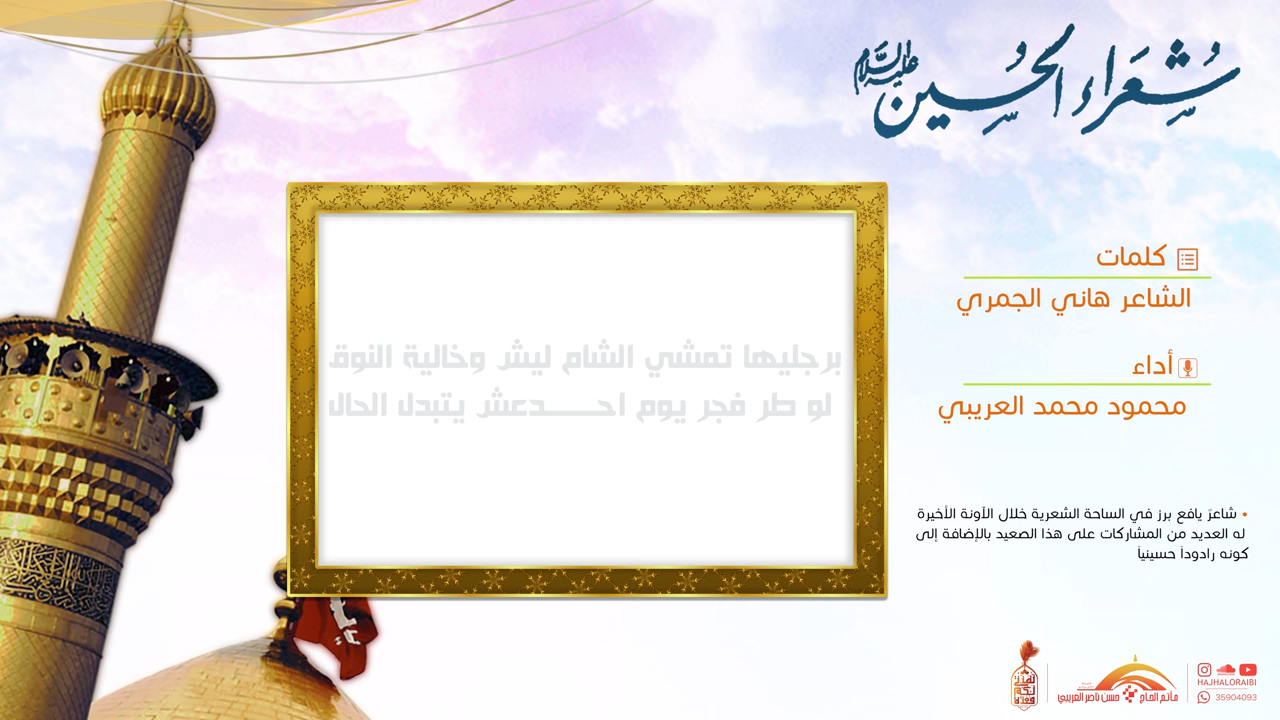 شعراء الحسين عليه السلام
كلمات
الشاعر هاني الجمري
أداء
محمود محمد العريبي
برجليها تمشي الشام ليش وخالية النوق
لو طر فجر يوم احـــدعش يتبدل الحال
• شاعرٌ يافع برز في الساحة الشعرية خلال الآونة الأخيرة
له العديد من المشاركات على هذا الصعيد بالإضافة إلى
كونه رادوداً حسينياً
مأتم الحاج حسن ناصر العريبي
HAJHALORAIBI
35904093